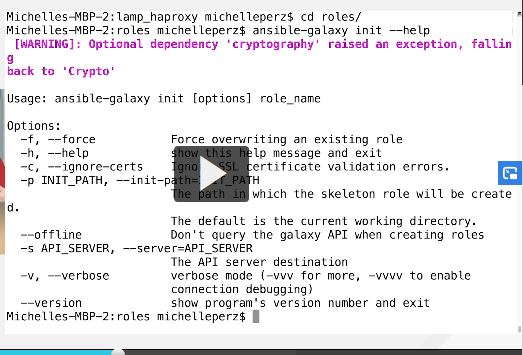 Michelles-MBP-2:lamp_haproxy michelleperz$ cd roles/
Michelles-MBP-2:roles michelleperz$ ansible-galaxy init --help
[WARNING]: Optional dependency 'cryptography' raised an exception, fallin
g
back to 'Crypto'
Usage: ansible-galaxy init [options] role_name
Options:
-f, --force Force overwriting an existing role
-h, --help show this help message and exit
-c, --ignore-certs Ignore SSL certificate validation errors.
-p INIT_PATH, --init-path=INIT_PATH
The path in which the skeleton role will be create
d.
The default is the current working directory.
--offline Don't query the galaxy API when creating roles
-s API_SERVER, --server=API_SERVER
The API server destination
-v, --verbose verbose mode (-vvv for more, -vvvv to enable
connection debugging)
--version show program's version number and exit
Michelles-MBP-2:roles michelleperz$